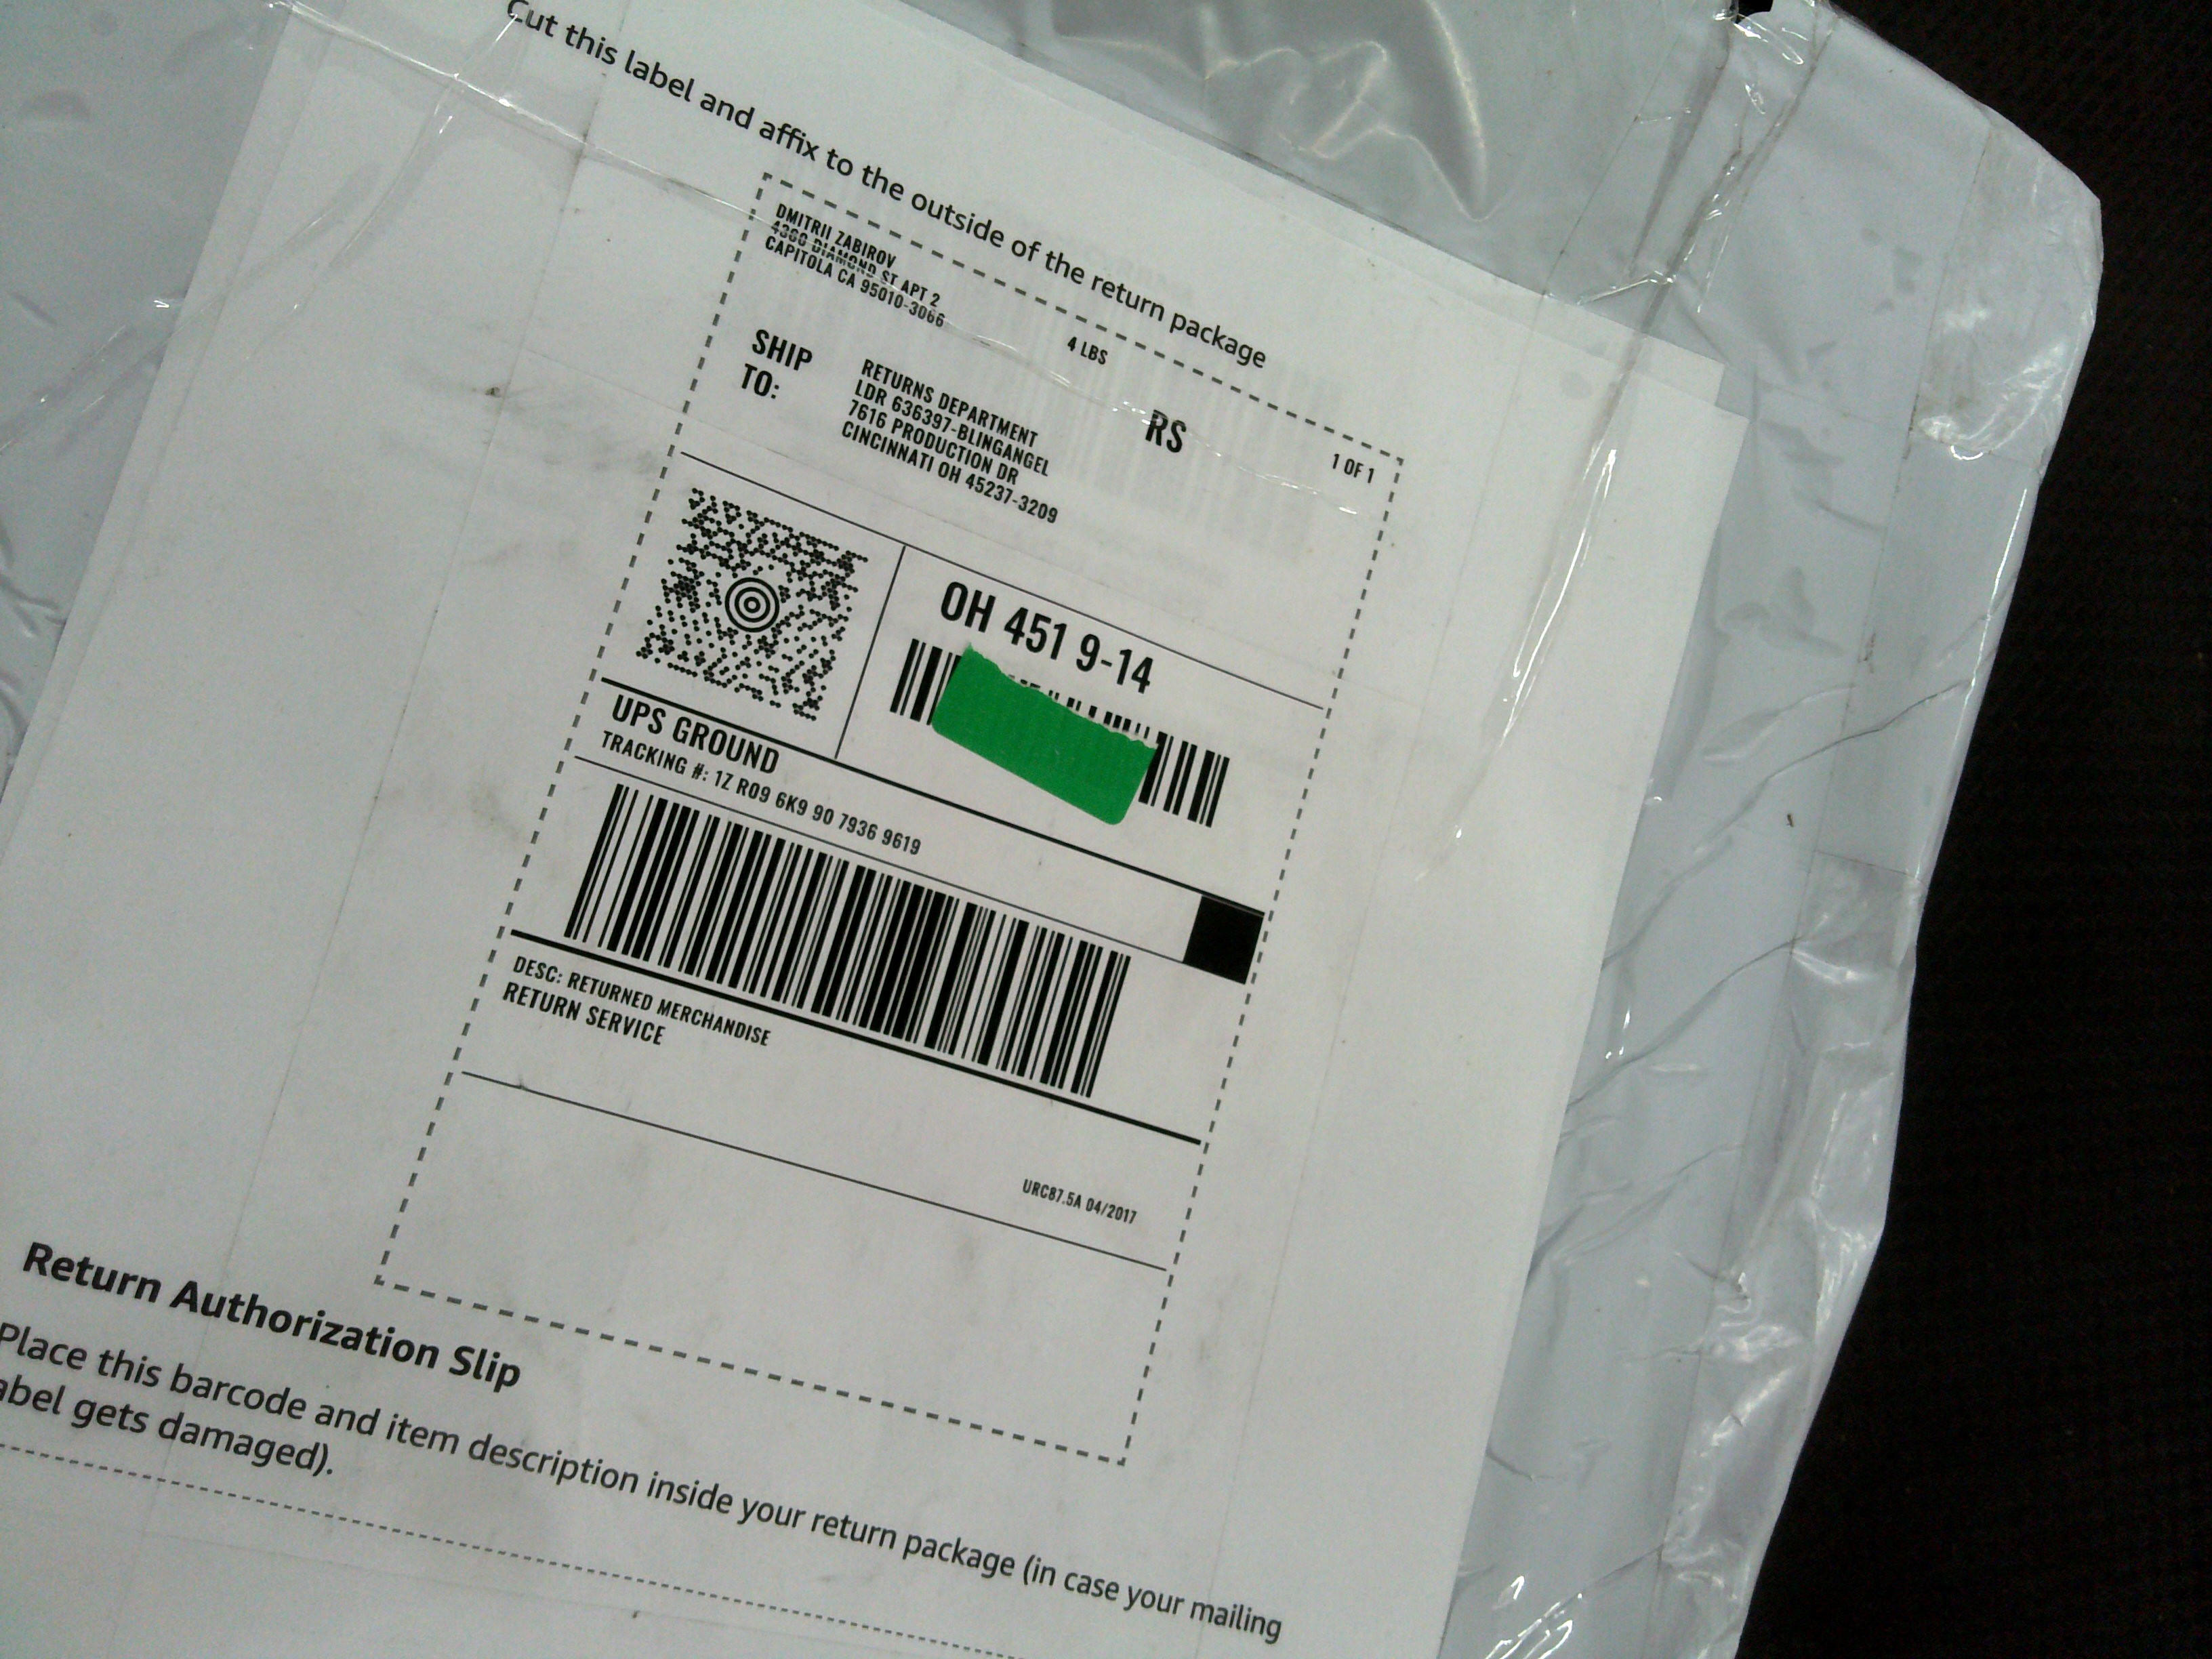 Cut this label and affix to the outside of the return package
DMITRII ZABIROV
4300 DIAMOND ST APT 2
CAPITOLA CA 95010-3066
4 LBS
1 OF 1
SHIP
TO:
RETURNS DEPARTMENT
LDR 636397-BLINGANGEL
7616 PRODUCTION DR
CINCINNATI OH 45237-3209
RS
OH 451 9-14
UPS GROUND
TRACKING #: 1Z R09 6K9 90 7936 9619
DESC: RETURNED MERCHANDISE
RETURN SERVICE
URC87.5A 04/2017
Return Authorization Slip
Place this barcode and item description inside your return package (in case your mailing
abel gets damaged).